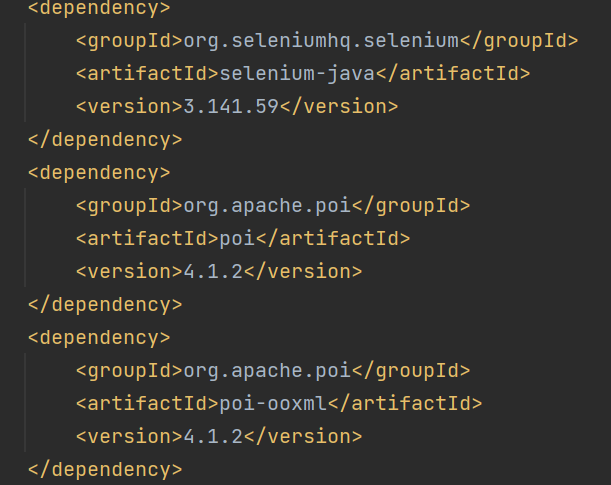 <dependency>
<groupId>org.seleniumhq.selenium</groupId>
<artifactId>selenium-java</artifactId>
<version>3.141.59</version>
</dependency>
<dependency>
<groupId>org.apache.poi</groupId>
<artifactId>poi</artifactId>
<version>4.1.2</version>
</dependency>
<dependency>
<groupId>org.apache.poi</groupId>
<artifactId>poi-ooxml</artifactId>
<version>4.1.2</version>
</dependency>